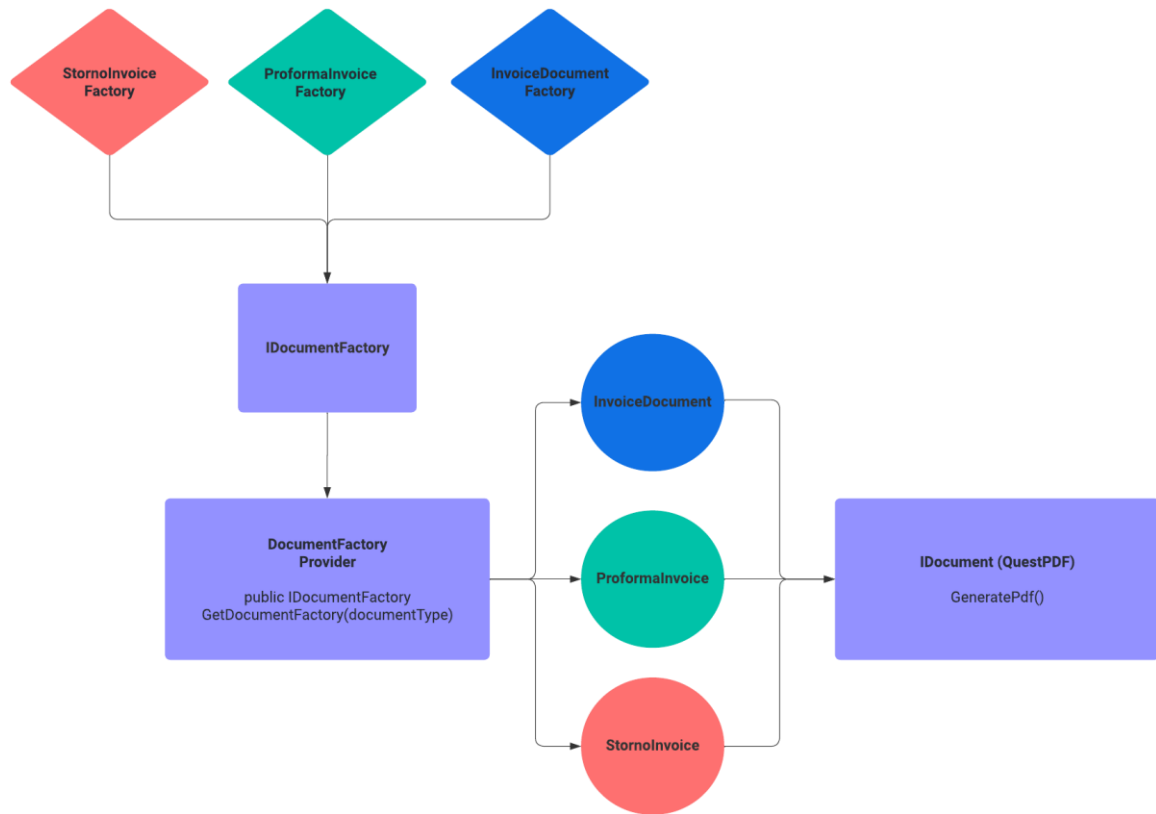 StornoInvoice
Factory
ProformaInvoice
Factory
InvoiceDocument
Factory
IDocumentFactory
InvoiceDocument
DocumentFactory
Provider
public IDocumentFactory
GetDocumentFactory(documentType)
ProformaInvoice
IDocument (QuestPDF)
GeneratePdf()
StornoInvoice